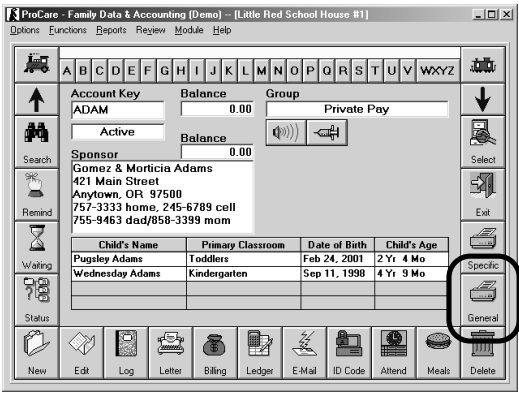 ProCare - Family Data & Accounting (Demo) -- [Little Red School House #1]
Options Functions Reports Review Module Help
A B C D E F G H I J K L M N O P Q R S T U V WXYZ
Account Key Balance Group
ADAM 0.00 Private Pay
Active
Balance
Sponsor 0.00
Gomez & Morticia Adams
421 Main Street
Anytown, OR 97500
757-3333 home, 245-6789 cell
755-9463 dad/858-3399 mom
Search
Remind
Waiting
Status
Select
Exit
Specific
General
Child's Name Primary Classroom Date of Birth Child's Age
Pugsley Adams Toddlers Feb 24, 2001 2 Yr 4 Mo
Wednesday Adams Kindergarten Sep 11, 1998 4 Yr 9 Mo
New Edit Log Letter Billing Ledger E-Mail ID Code Attend Meals Delete